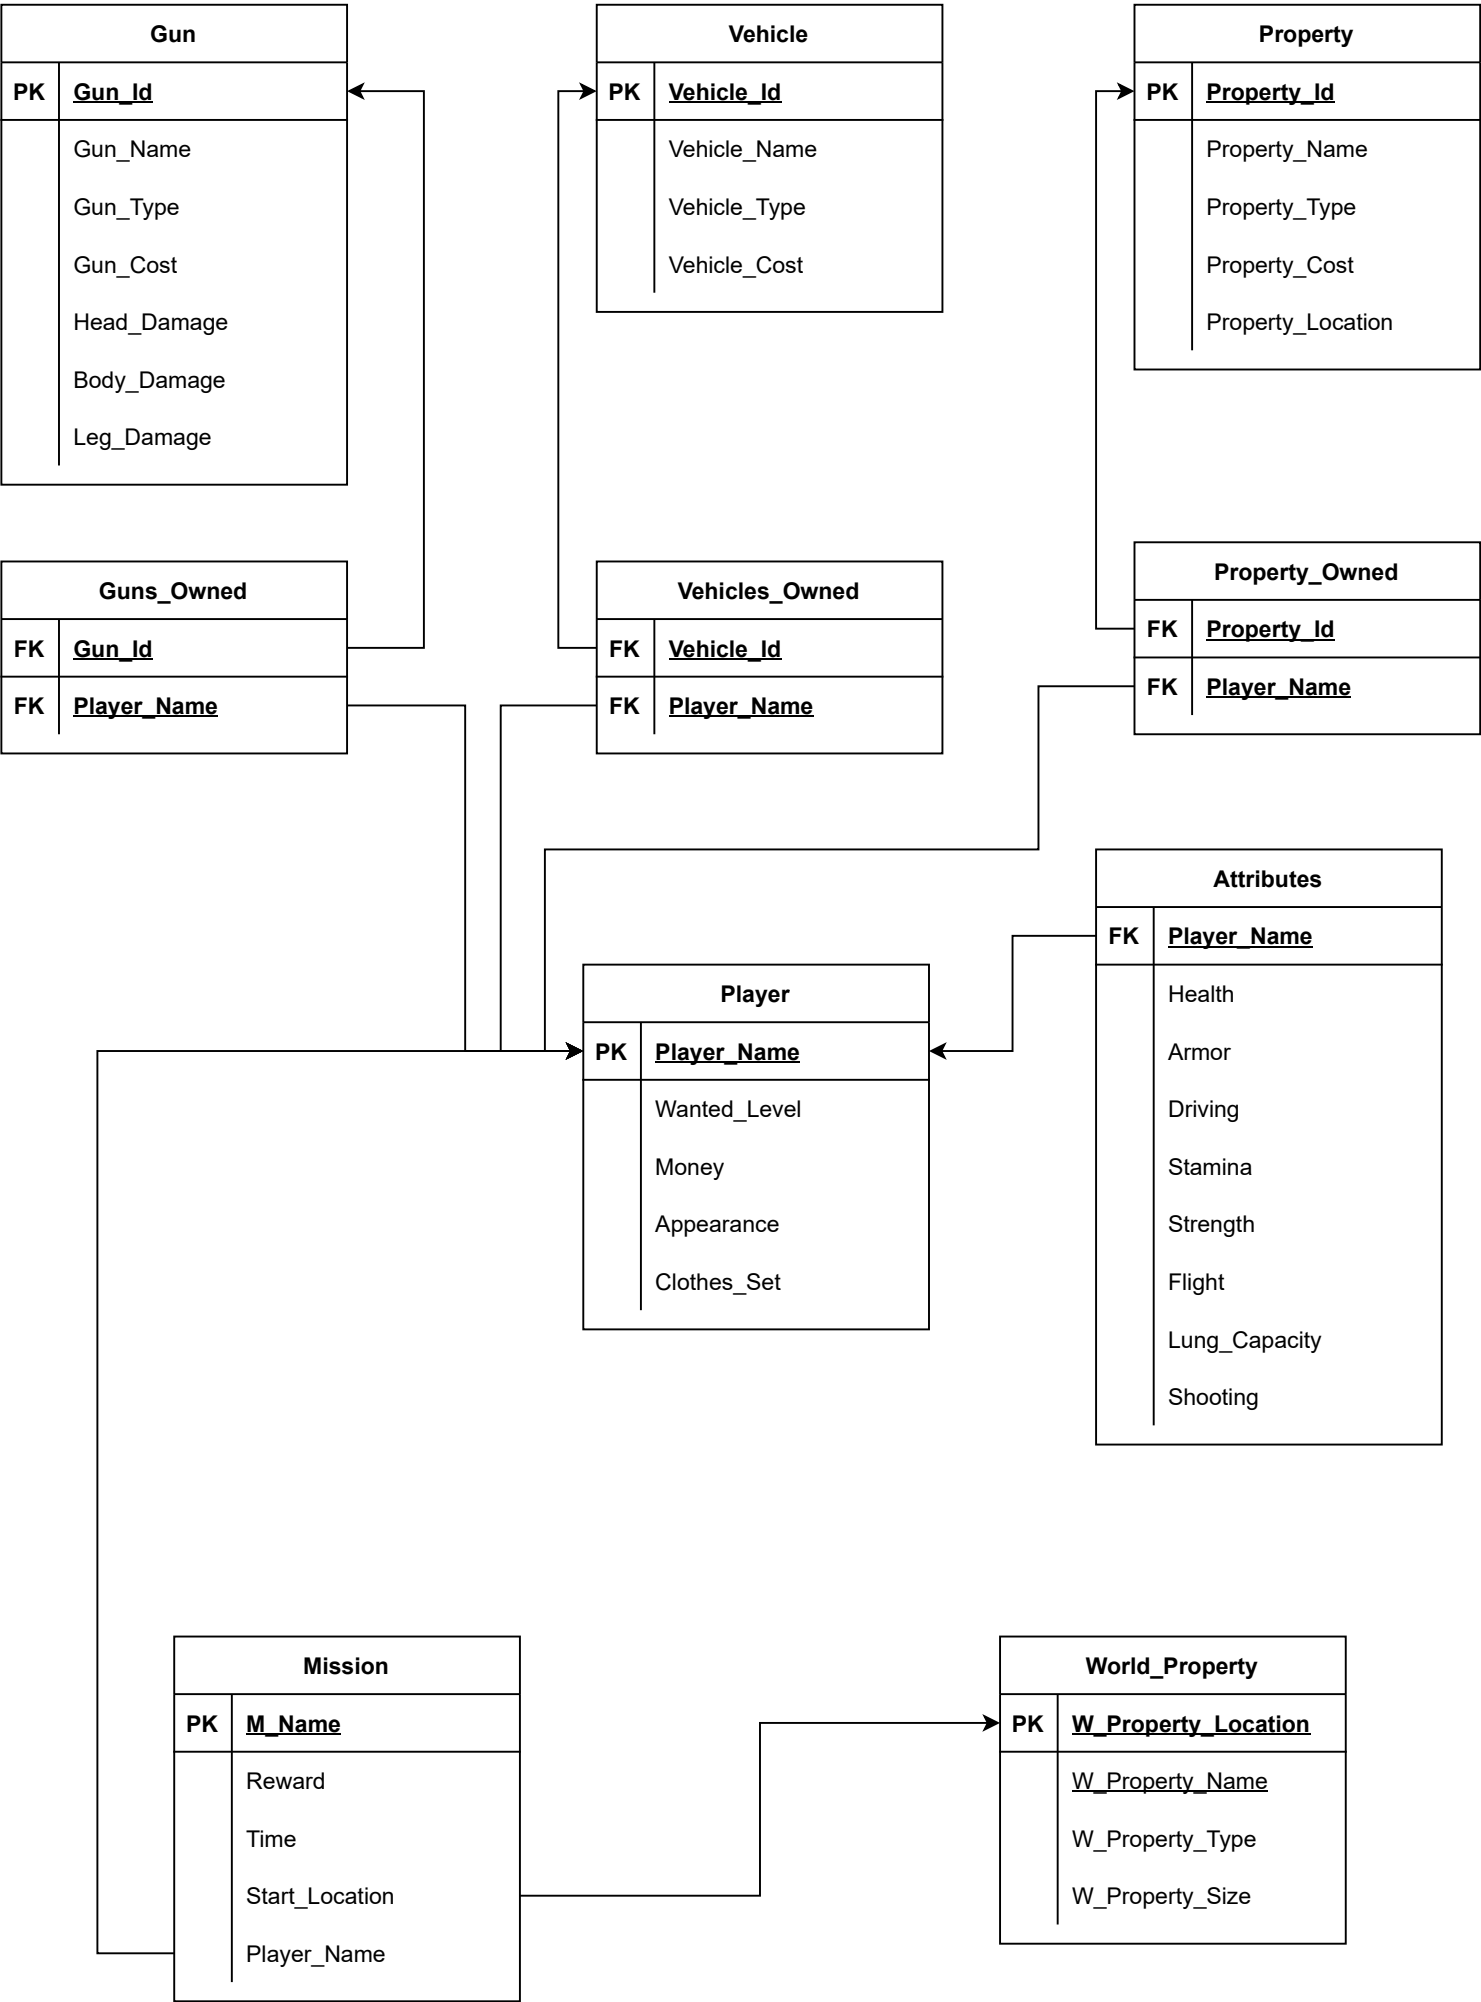 Gun
PK Gun_Id
Gun_Name
Gun_Type
Gun_Cost
Head_Damage
Body_Damage
Leg_Damage
Vehicle
PK Vehicle_Id
Vehicle_Name
Vehicle_Type
Vehicle_Cost
Property
PK Property_Id
Property_Name
Property_Type
Property_Cost
Property_Location
Guns_Owned
FK Gun_Id
FK Player_Name
Vehicles_Owned
FK Vehicle_Id
FK Player_Name
Property_Owned
FK Property_Id
FK Player_Name
Attributes
FK Player_Name
Health
Armor
Driving
Stamina
Strength
Flight
Lung_Capacity
Shooting
Player
PK Player_Name
Wanted_Level
Money
Appearance
Clothes_Set
Mission
PK M_Name
Reward
Time
Start_Location
Player_Name
World_Property
PK W_Property_Location
W_Property_Name
W_Property_Type
W_Property_Size